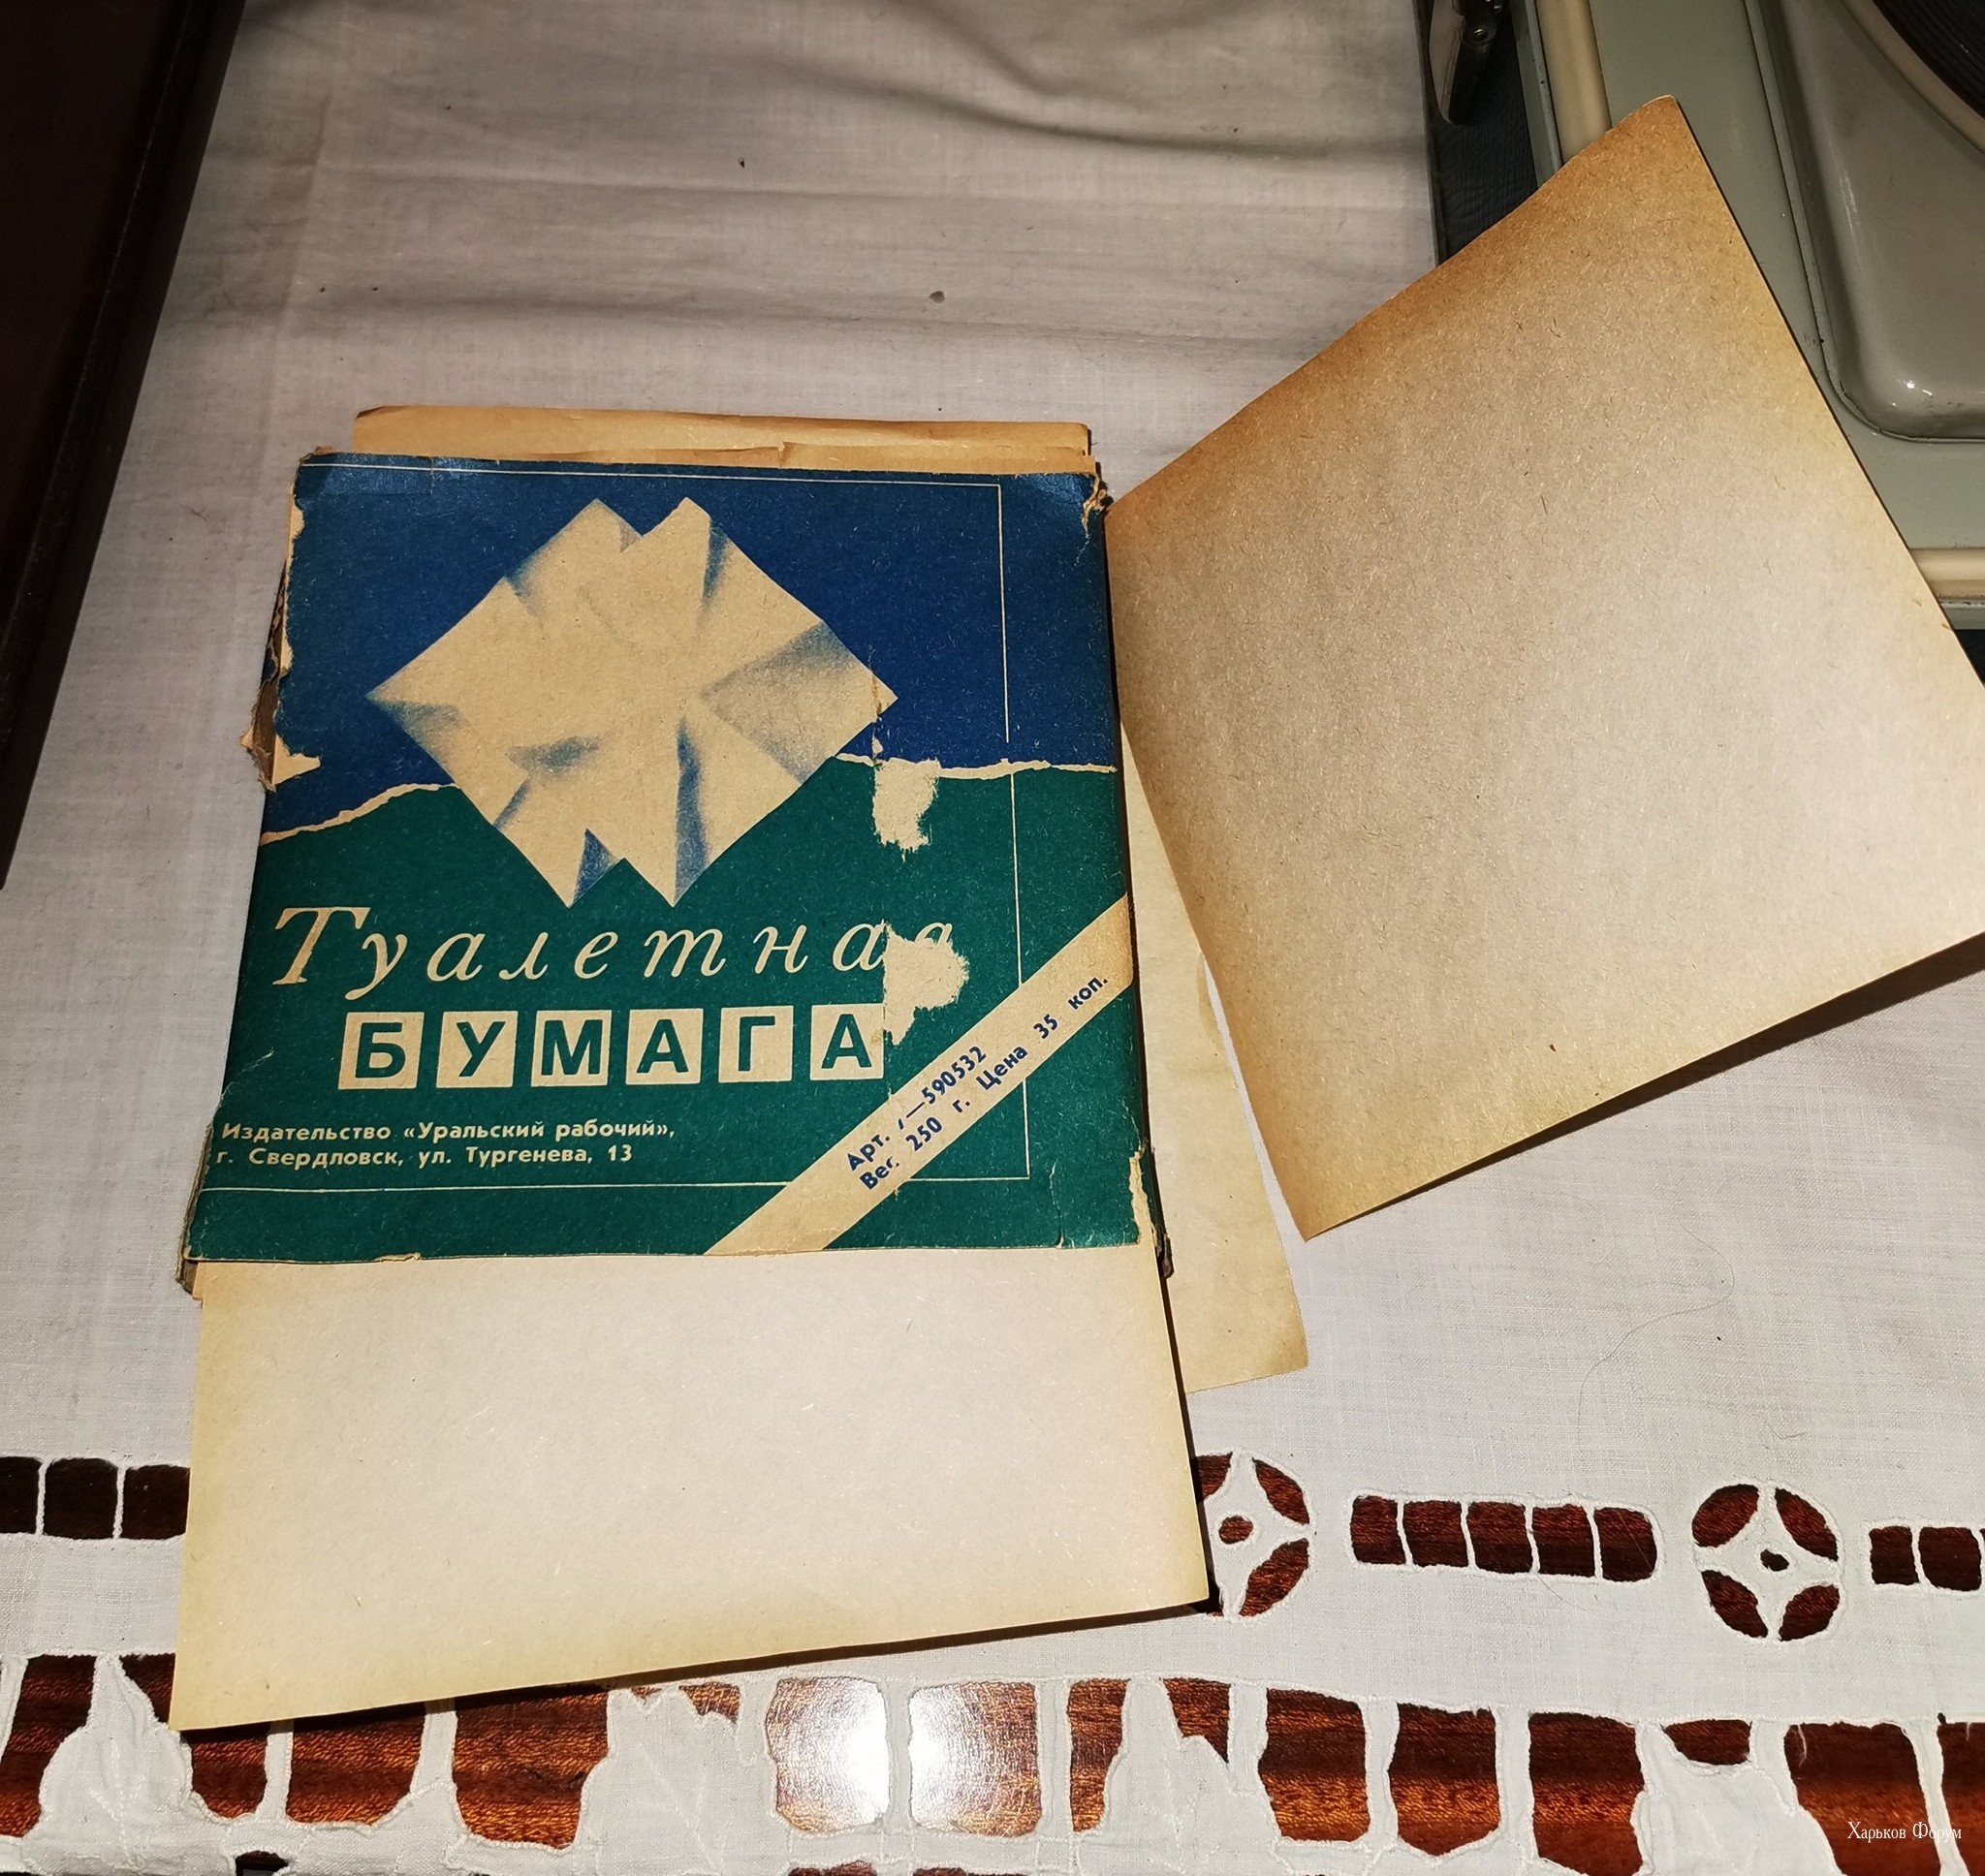 Туалетная
БУМАГА
Издательство «Уральский рабочий»,
г. Свердловск, ул. Тургенева, 13
Арт. —590532
Вес 250 г. Цена 35 коп.
Харьков Форум